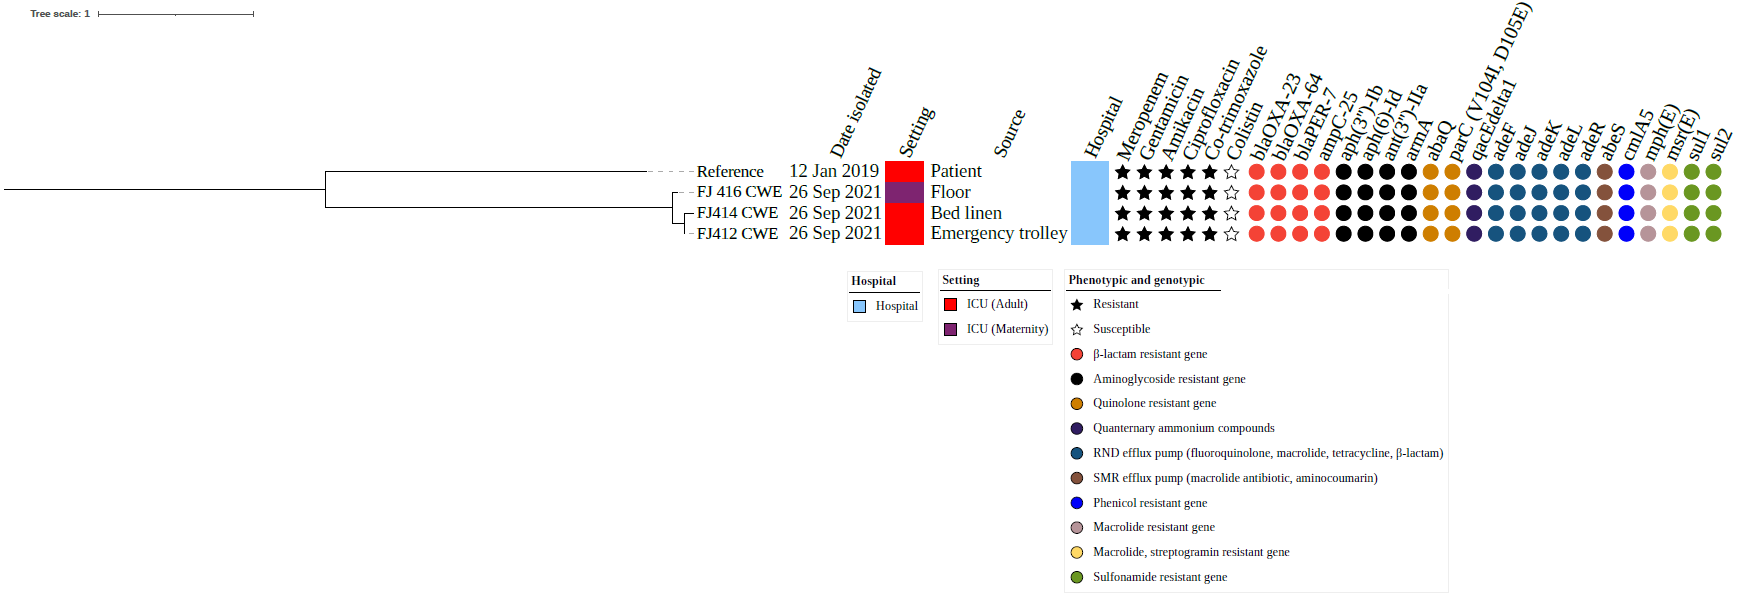 Tree scale: 1
Date isolated
Setting
Source
Hospital
Meropenem
Gentamicin
Amikacin
Ciprofloxacin
Co-trimoxazole
Colistin
blaOXA-23
blaOXA-64
blaPER-7
ampC-25
aph(3")-Ib
aph(6)-Id
ant(3")-IIa
armA
abaQ
parC (V104I, D105E)
qacEdelta1
adeF
adeJ
adeK
adeL
adeR
abeS
cmlA5
mph(E)
msr(E)
sul1
sul2
Reference 12 Jan 2019 Patient
FJ 416 CWE 26 Sep 2021 Floor
FJ414 CWE 26 Sep 2021 Bed linen
FJ412 CWE 26 Sep 2021 Emergency trolley
Hospital
Hospital
Setting
ICU (Adult)
ICU (Maternity)
Phenotypic and genotypic
Resistant
Susceptible
β-lactam resistant gene
Aminoglycoside resistant gene
Quinolone resistant gene
Quanternary ammonium compounds
RND efflux pump (fluoroquinolone, macrolide, tetracycline, β-lactam)
SMR efflux pump (macrolide antibiotic, aminocoumarin)
Phenicol resistant gene
Macrolide resistant gene
Macrolide, streptogramin resistant gene
Sulfonamide resistant gene